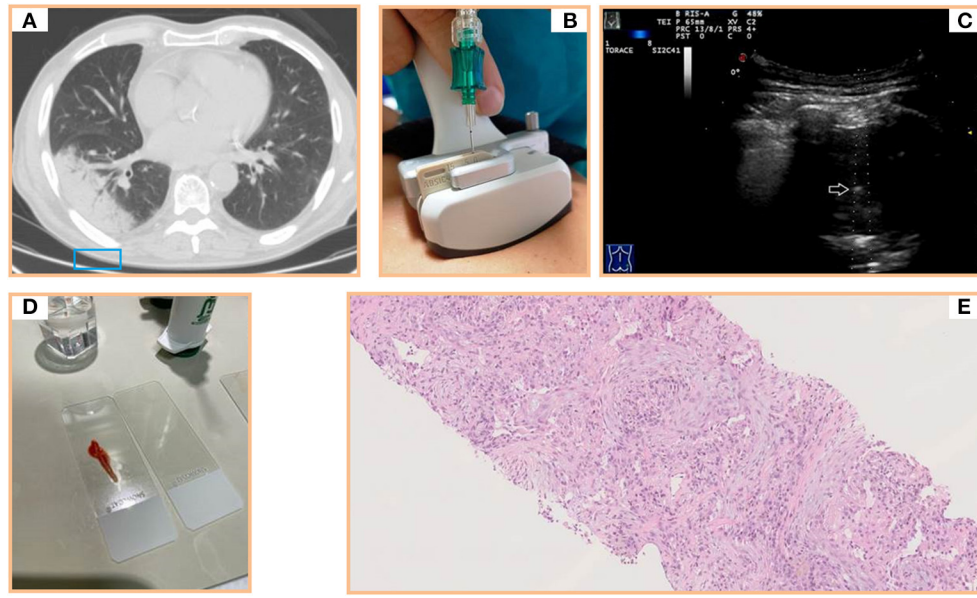 A
B
C
B RIS-A G 48%
TEI P 65mm XV C2
PRC 13/8/1 PRS 4+
PST 0 C 0
1 8
TORACE SI2C41
0°
D
E